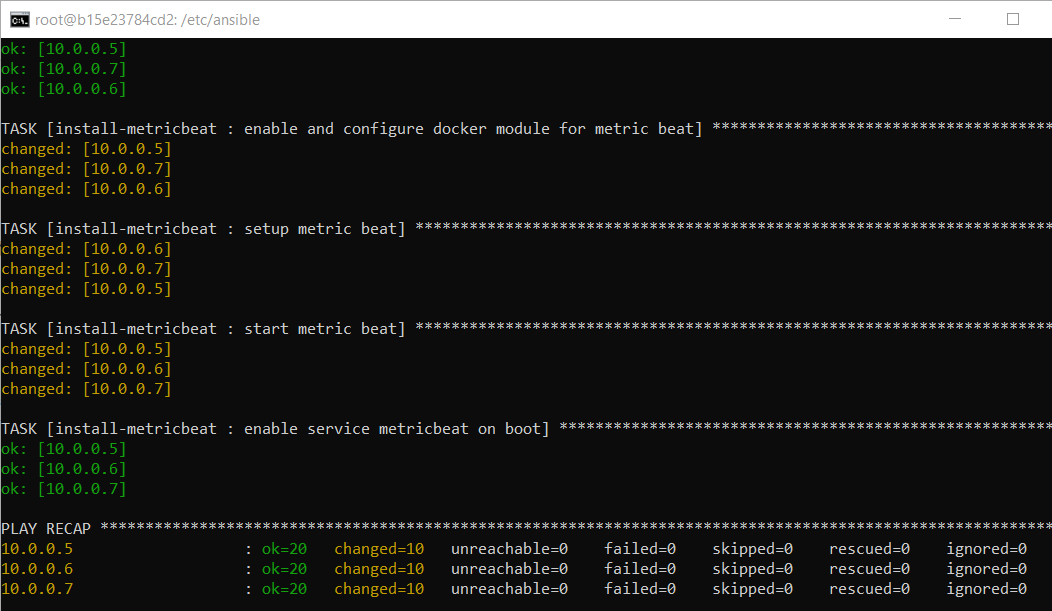 root@b15e23784cd2: /etc/ansible
ok: [10.0.0.5]
ok: [10.0.0.7]
ok: [10.0.0.6]
TASK [install-metricbeat : enable and configure docker module for metric beat] **************************************
changed: [10.0.0.5]
changed: [10.0.0.7]
changed: [10.0.0.6]
TASK [install-metricbeat : setup metric beat] ***********************************************************************
changed: [10.0.0.6]
changed: [10.0.0.7]
changed: [10.0.0.5]
TASK [install-metricbeat : start metric beat] ***********************************************************************
changed: [10.0.0.5]
changed: [10.0.0.6]
changed: [10.0.0.7]
TASK [install-metricbeat : enable service metricbeat on boot] *******************************************************
ok: [10.0.0.5]
ok: [10.0.0.6]
ok: [10.0.0.7]
PLAY RECAP **********************************************************************************************************
10.0.0.5                   : ok=20   changed=10   unreachable=0    failed=0    skipped=0    rescued=0    ignored=0
10.0.0.6                   : ok=20   changed=10   unreachable=0    failed=0    skipped=0    rescued=0    ignored=0
10.0.0.7                   : ok=20   changed=10   unreachable=0    failed=0    skipped=0    rescued=0    ignored=0